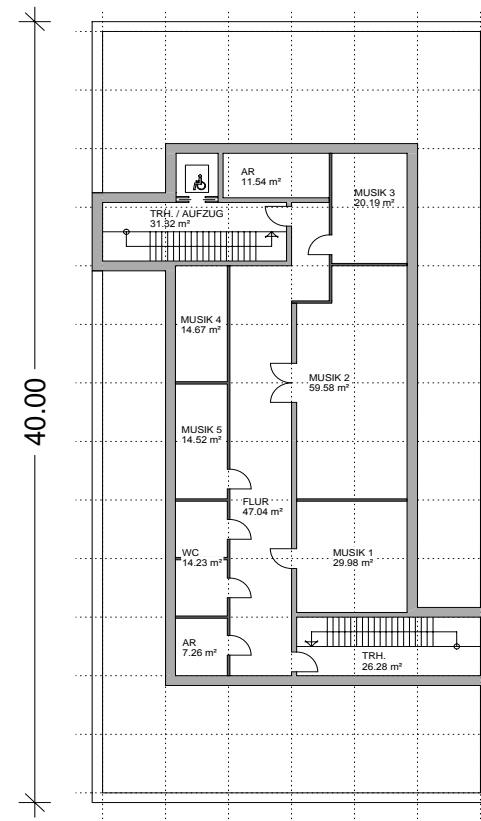 AR
11.54 m²
MUSIK 3
20.19 m²
TRH. / AUFZUG
31.32 m²
MUSIK 4
14.67 m²
MUSIK 2
59.58 m²
40.00
MUSIK 5
14.52 m²
FLUR
47.04 m²
WC
14.23 m²
MUSIK 1
29.98 m²
AR
7.26 m²
TRH.
26.28 m²